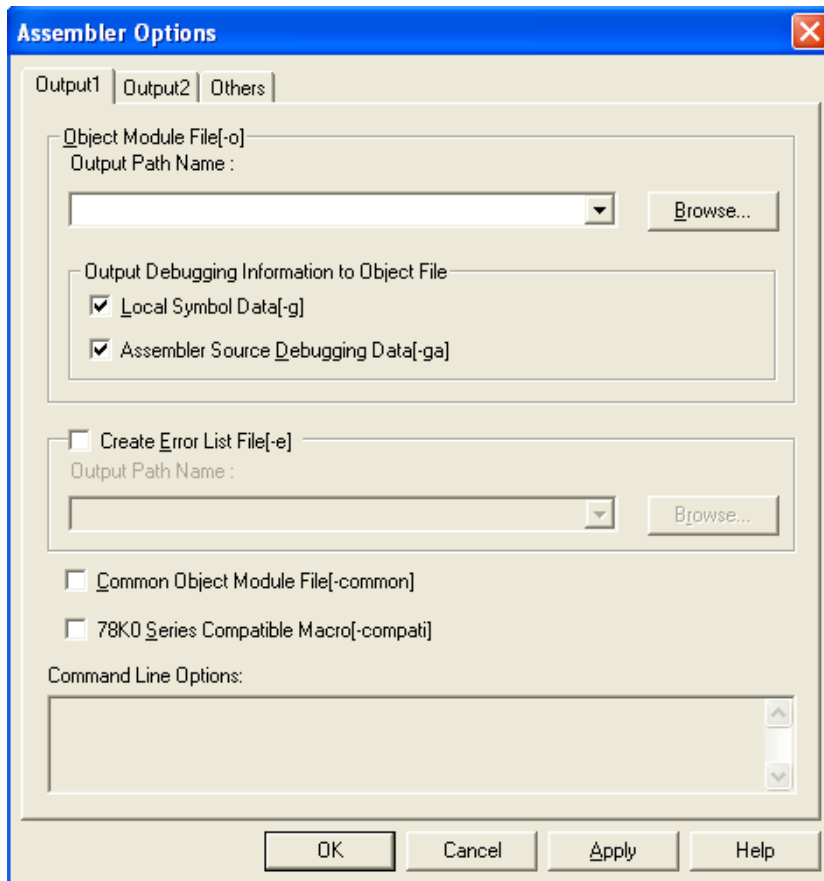 Assembler Options
Output1 Output2 Others
Object Module File[-o]
Output Path Name :
Browse...
Output Debugging Information to Object File
Local Symbol Data[-g]
Assembler Source Debugging Data[-ga]
Create Error List File[-e]
Output Path Name :
Browse...
Common Object Module File[-common]
78K0 Series Compatible Macro[-compati]
Command Line Options:
OK Cancel Apply Help